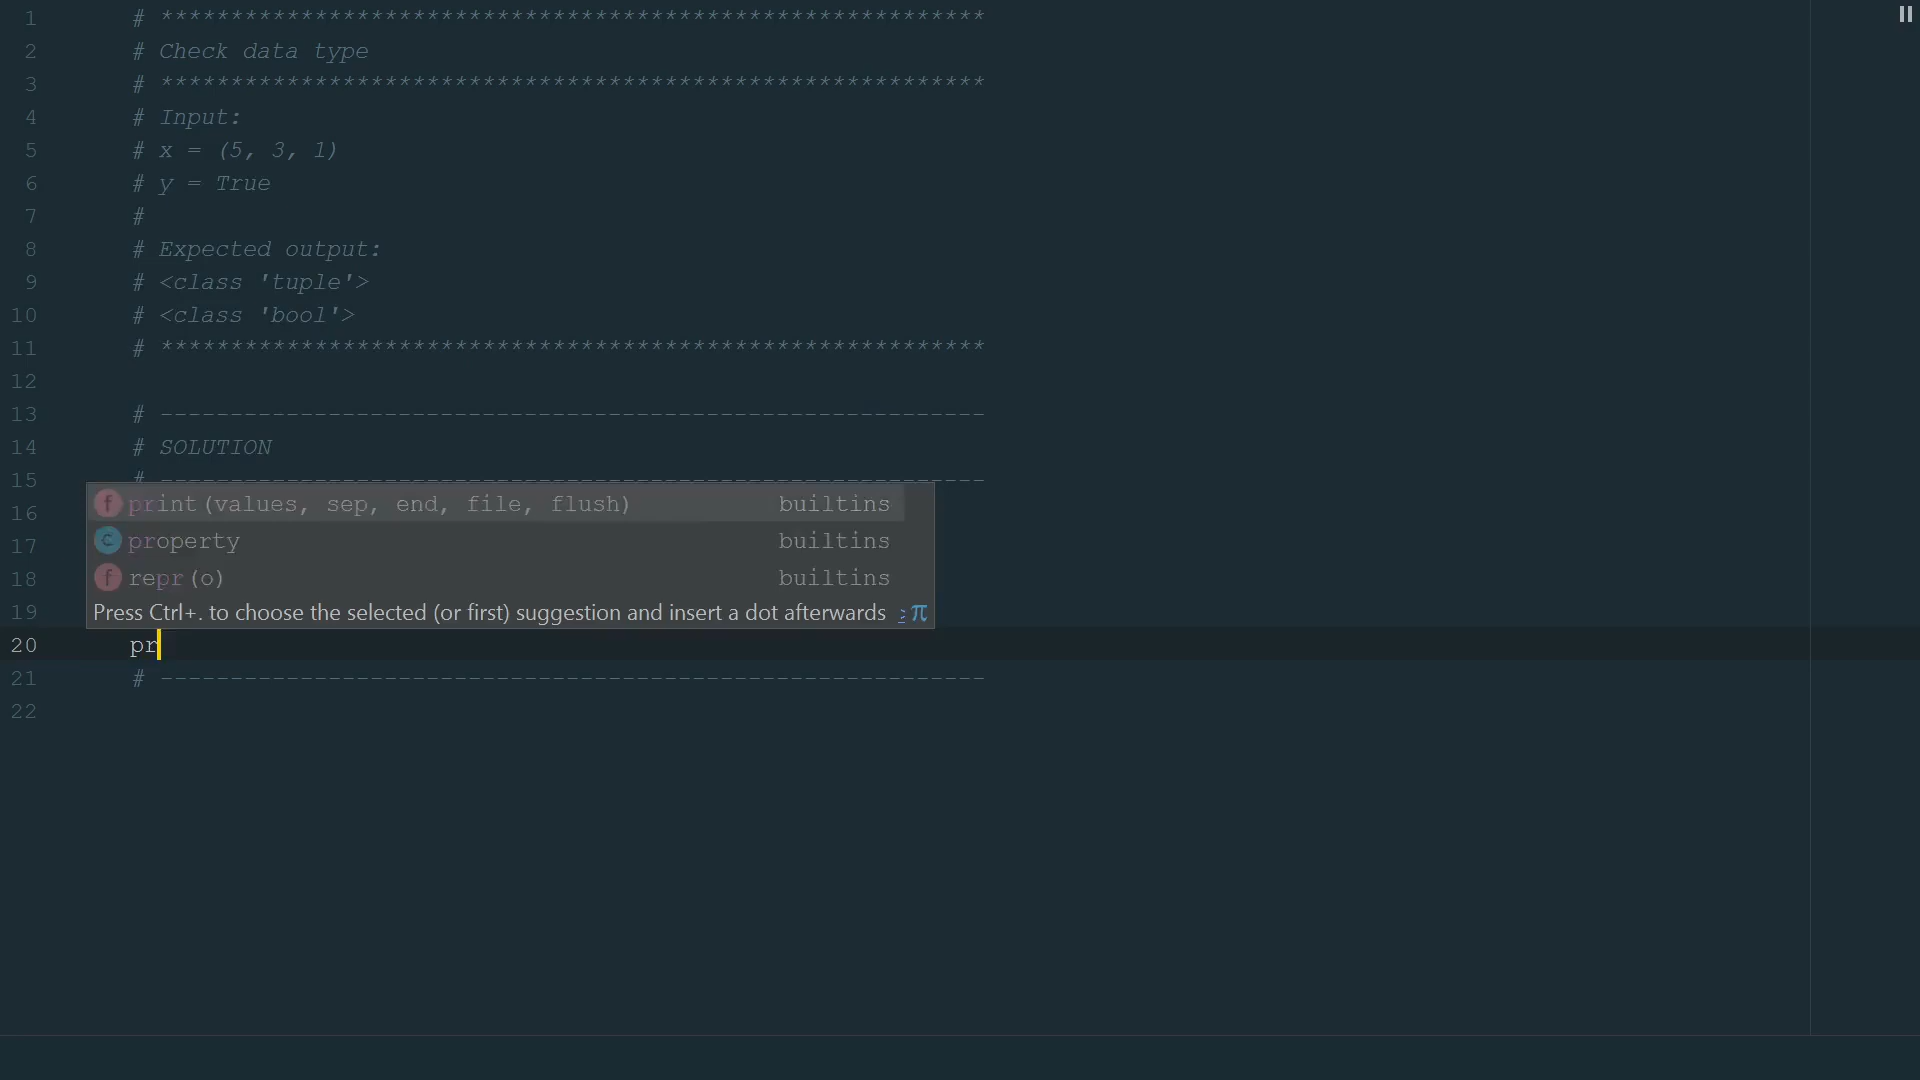 1 # ***********************************************************
2 # Check data type
3 # ***********************************************************
4 # Input:
5 # x = (5, 3, 1)
6 # y = True
7 #
8 # Expected output:
9 # <class 'tuple'>
10 # <class 'bool'>
11 # ***********************************************************
12
13 # -----------------------------------------------------------
14 # SOLUTION
15 # -----------------------------------------------------------
16 f print(values, sep, end, file, flush) builtins
17 C property builtins
18 f repr(o) builtins
19 Press Ctrl+. to choose the selected (or first) suggestion and insert a dot afterwards ≥ π
20 pr
21 # -----------------------------------------------------------
22